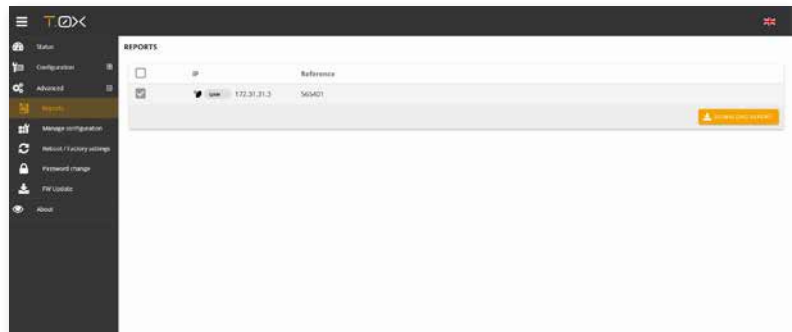 T.0X
Status
REPORTS
Configuration
IP
Reference
Advanced
172.31.31.3
565401
Reports
DOWNLOAD REPORT
Manage configuration
Reboot / Factory settings
Password change
FW Update
About